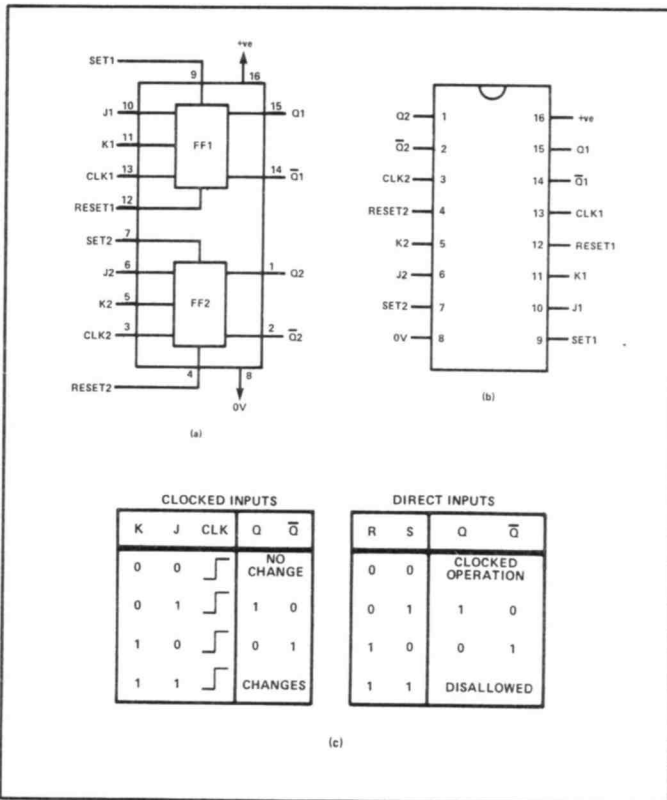 +ve
SET1
9 16
J1 10 15 Q1
K1 11 FF1
CLK1 13 14 Q̅1
RESET1 12
SET2 7
J2 6 1 Q2
K2 5 FF2
CLK2 3 2 Q̅2
4 8
RESET2
0V
(a)
Q2 1 16 +ve
Q̅2 2 15 Q1
CLK2 3 14 Q̅1
RESET2 4 13 CLK1
K2 5 12 RESET1
J2 6 11 K1
SET2 7 10 J1
0V 8 9 SET1
(b)
CLOCKED INPUTS
K J CLK Q Q̅
0 0 NO CHANGE
0 1 1 0
1 0 0 1
1 1 CHANGES
DIRECT INPUTS
R S Q Q̅
0 0 CLOCKED OPERATION
0 1 1 0
1 0 0 1
1 1 DISALLOWED
(c)